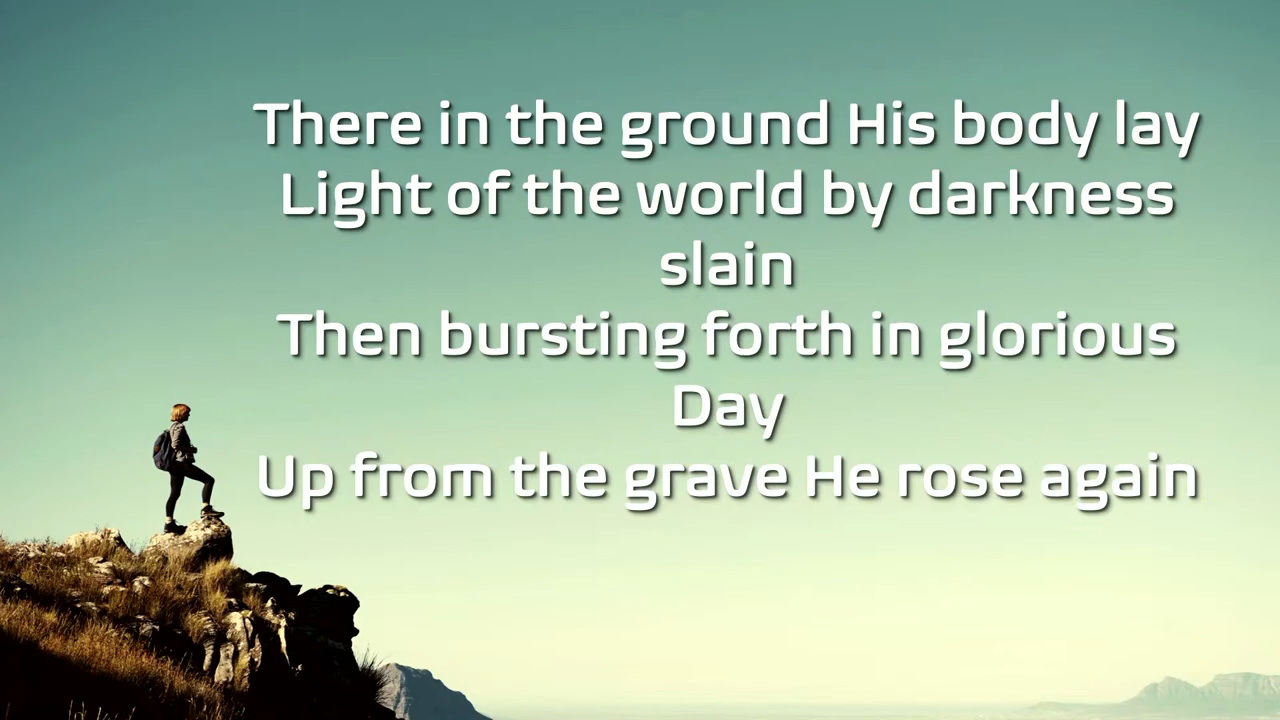 There in the ground His body lay
Light of the world by darkness
slain
Then bursting forth in glorious
Day
Up from the grave He rose again